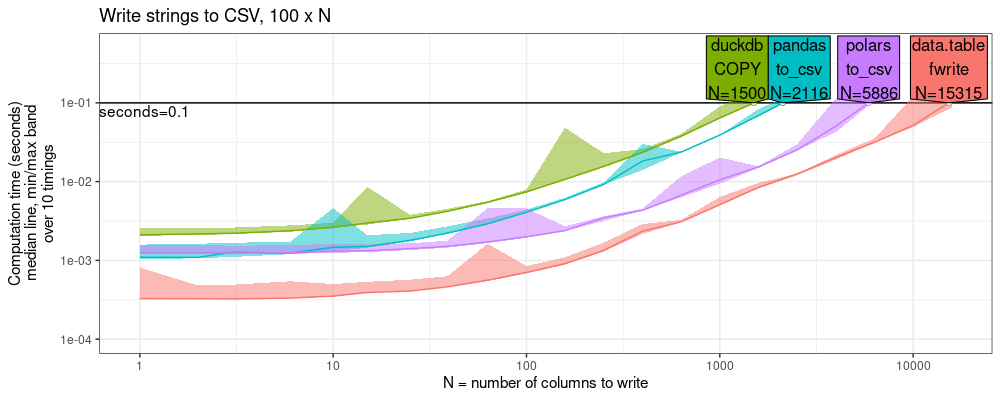 Write strings to CSV, 100 x N
duckdb
COPY
N=1500
pandas
to_csv
N=2116
polars
to_csv
N=5886
data.table
fwrite
N=15315
seconds=0.1
1e-01
1e-02
1e-03
1e-04
Computation time (seconds)
median line, min/max band
over 10 timings
1
10
100
1000
10000
N = number of columns to write